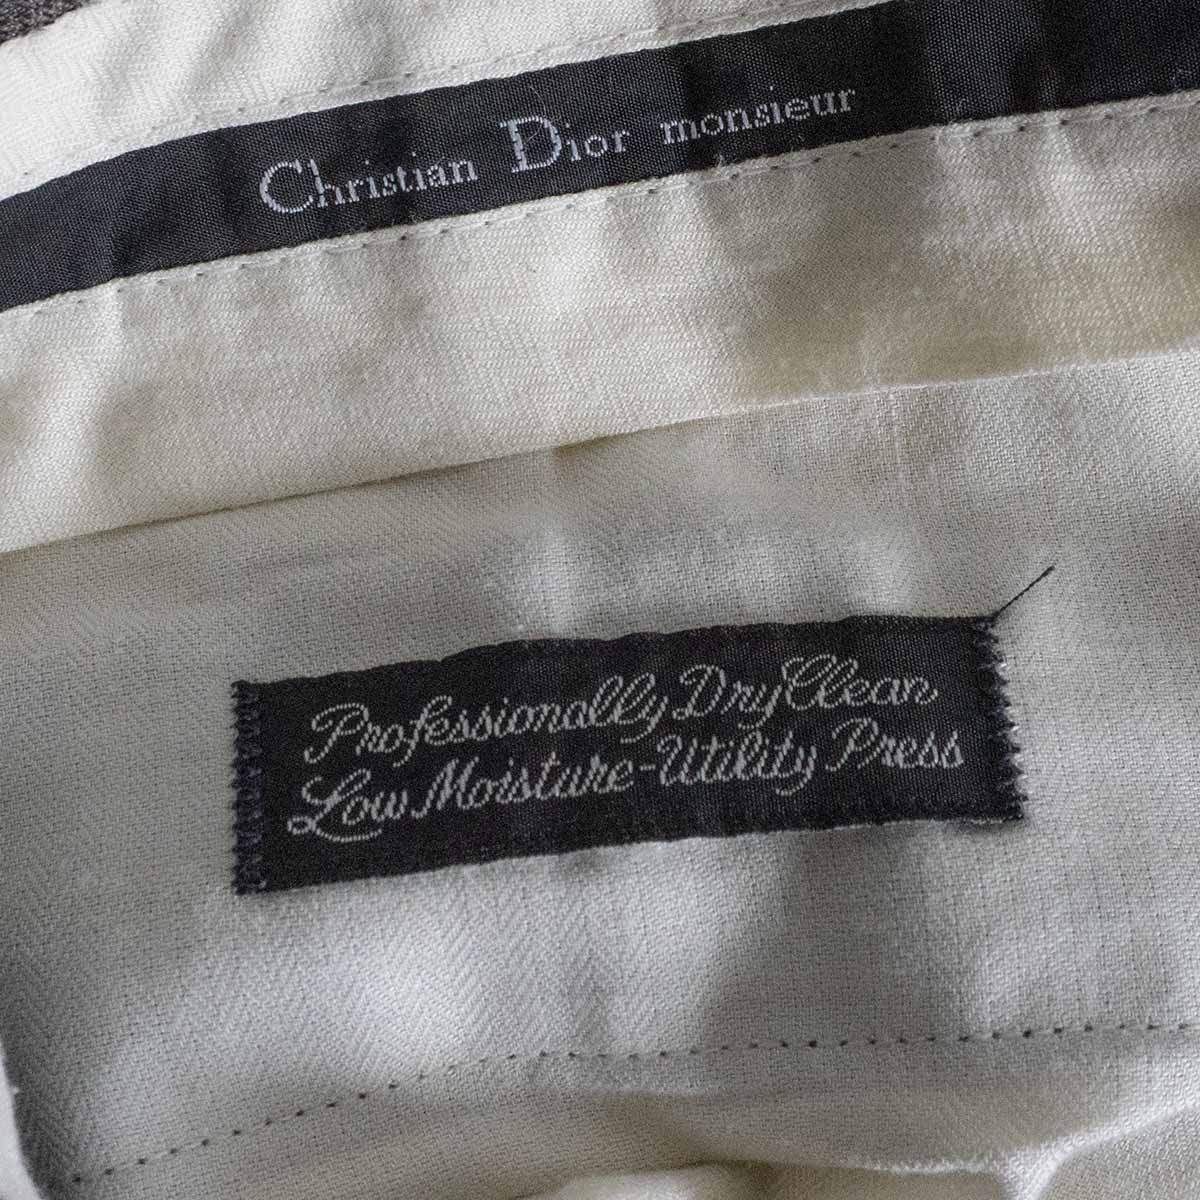 Christian Dior monsieur
Professionally Dry Clean
Low Moisture-Utility Press